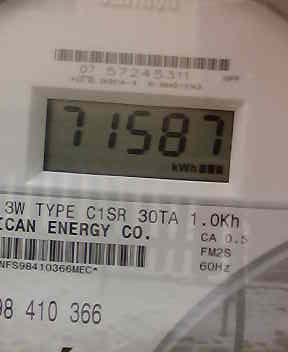 07 57245311
71587
kWh
3W TYPE C1SR 30TA 1.0Kh
ICAN ENERGY CO.
CA 0.5
FM2S
NFS98410366MEC*
60Hz
98 410 366